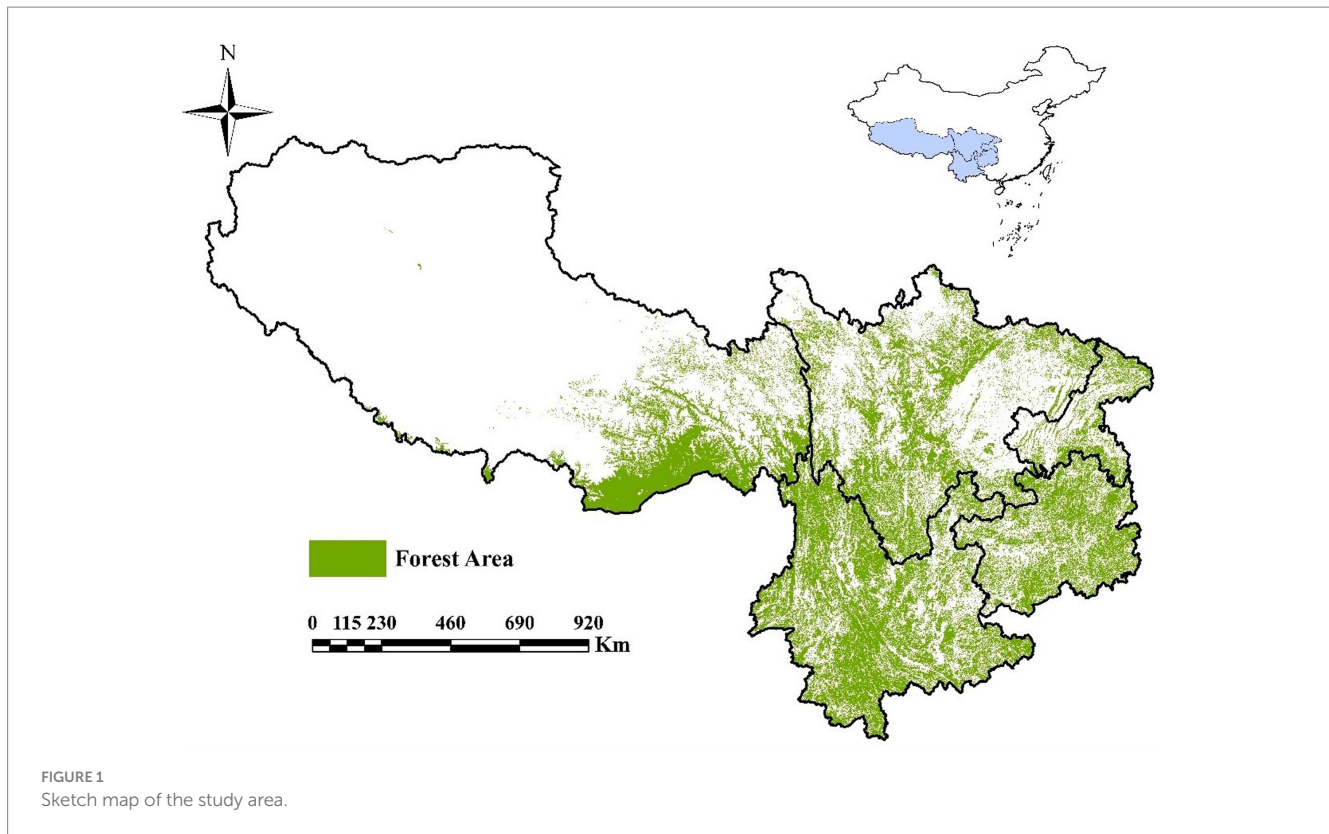 N
Forest Area
0 115 230 460 690 920
Km
FIGURE 1
Sketch map of the study area.